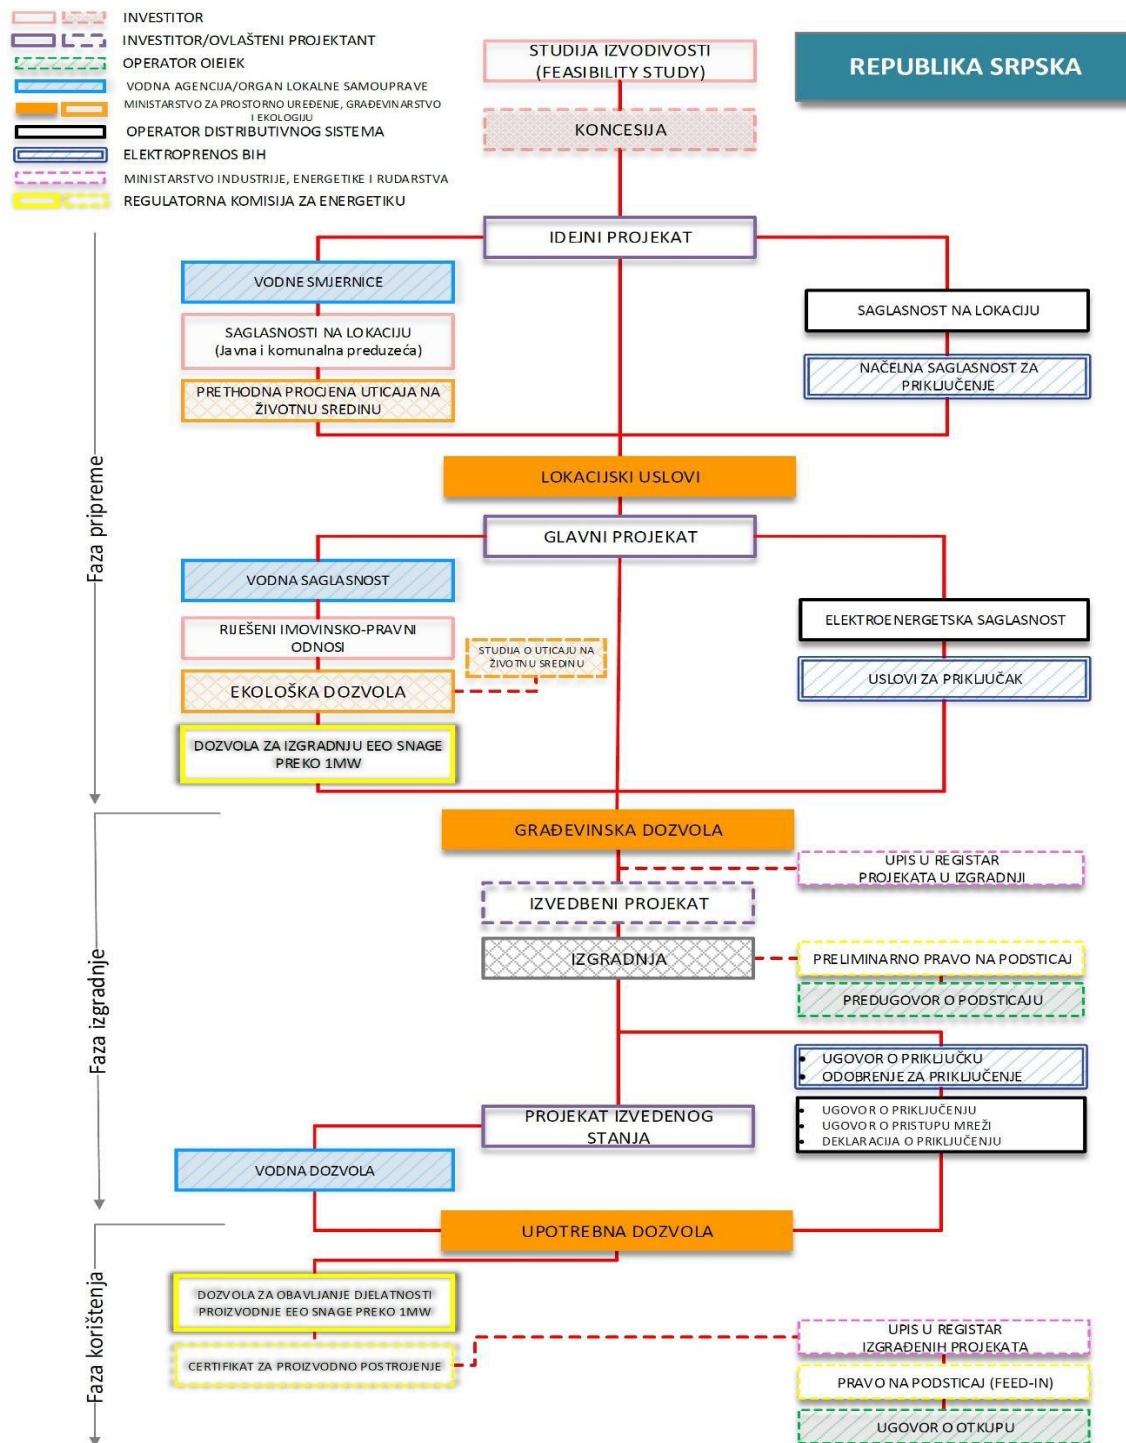 INVESTITOR
INVESTITOR/OVLAŠTENI PROJEKTANT
OPERATOR OIEIEK
VODNA AGENCIJA/ORGAN LOKALNE SAMOUPRAVE
MINISTARSTVO ZA PROSTORNO UREĐENJE, GRAĐEVINARSTVO
I EKOLOGIJU
OPERATOR DISTRIBUTIVNOG SISTEMA
ELEKTROPRENOS BIH
MINISTARSTVO INDUSTRIJE, ENERGETIKE I RUDARSTVA
REGULATORNA KOMISIJA ZA ENERGETIKU
STUDIJA IZVODIVOSTI
(FEASIBILITY STUDY)
REPUBLIKA SRPSKA
KONCESIJA
Faza pripreme
IDEJNI PROJEKAT
VODNE SMJERNICE
SAGLASNOSTI NA LOKACIJU
(Javna i komunalna preduzeća)
PRETHODNA PROCJENA UTICAJA NA
ŽIVOTNU SREDINU
SAGLASNOST NA LOKACIJU
NAČELNA SAGLASNOST ZA
PRIKLJUČENJE
LOKACIJSKI USLOVI
GLAVNI PROJEKAT
VODNA SAGLASNOST
RIJEŠENI IMOVINSKO-PRAVNI
ODNOSI
EKOLOŠKA DOZVOLA
STUDIJA O UTICAJU NA
ŽIVOTNU SREDINU
DOZVOLA ZA IZGRADNJU EEO SNAGE
PREKO 1MW
ELEKTROENERGETSKA SAGLASNOST
USLOVI ZA PRIKLJUČAK
Faza izgradnje
GRAĐEVINSKA DOZVOLA
UPIS U REGISTAR
PROJEKATA U IZGRADNJI
IZVEDBENI PROJEKAT
IZGRADNJA
PRELIMINARNO PRAVO NA PODSTICAJ
PREDUGOVOR O PODSTICAJU
• UGOVOR O PRIKLJUČKU
• ODOBRENJE ZA PRIKLJUČENJE
• UGOVOR O PRIKLJUČENJU
• UGOVOR O PRISTUPU MREŽI
• DEKLARACIJA O PRIKLJUČENJU
PROJEKAT IZVEDENOG
STANJA
VODNA DOZVOLA
Faza korištenja
UPOTREBNA DOZVOLA
DOZVOLA ZA OBAVLJANJE DJELATNOSTI
PROIZVODNJE EEO SNAGE PREKO 1MW
CERTIFIKAT ZA PROIZVODNO POSTROJENJE
UPIS U REGISTAR
IZGRAĐENIH PROJEKATA
PRAVO NA PODSTICAJ (FEED-IN)
UGOVOR O OTKUPU